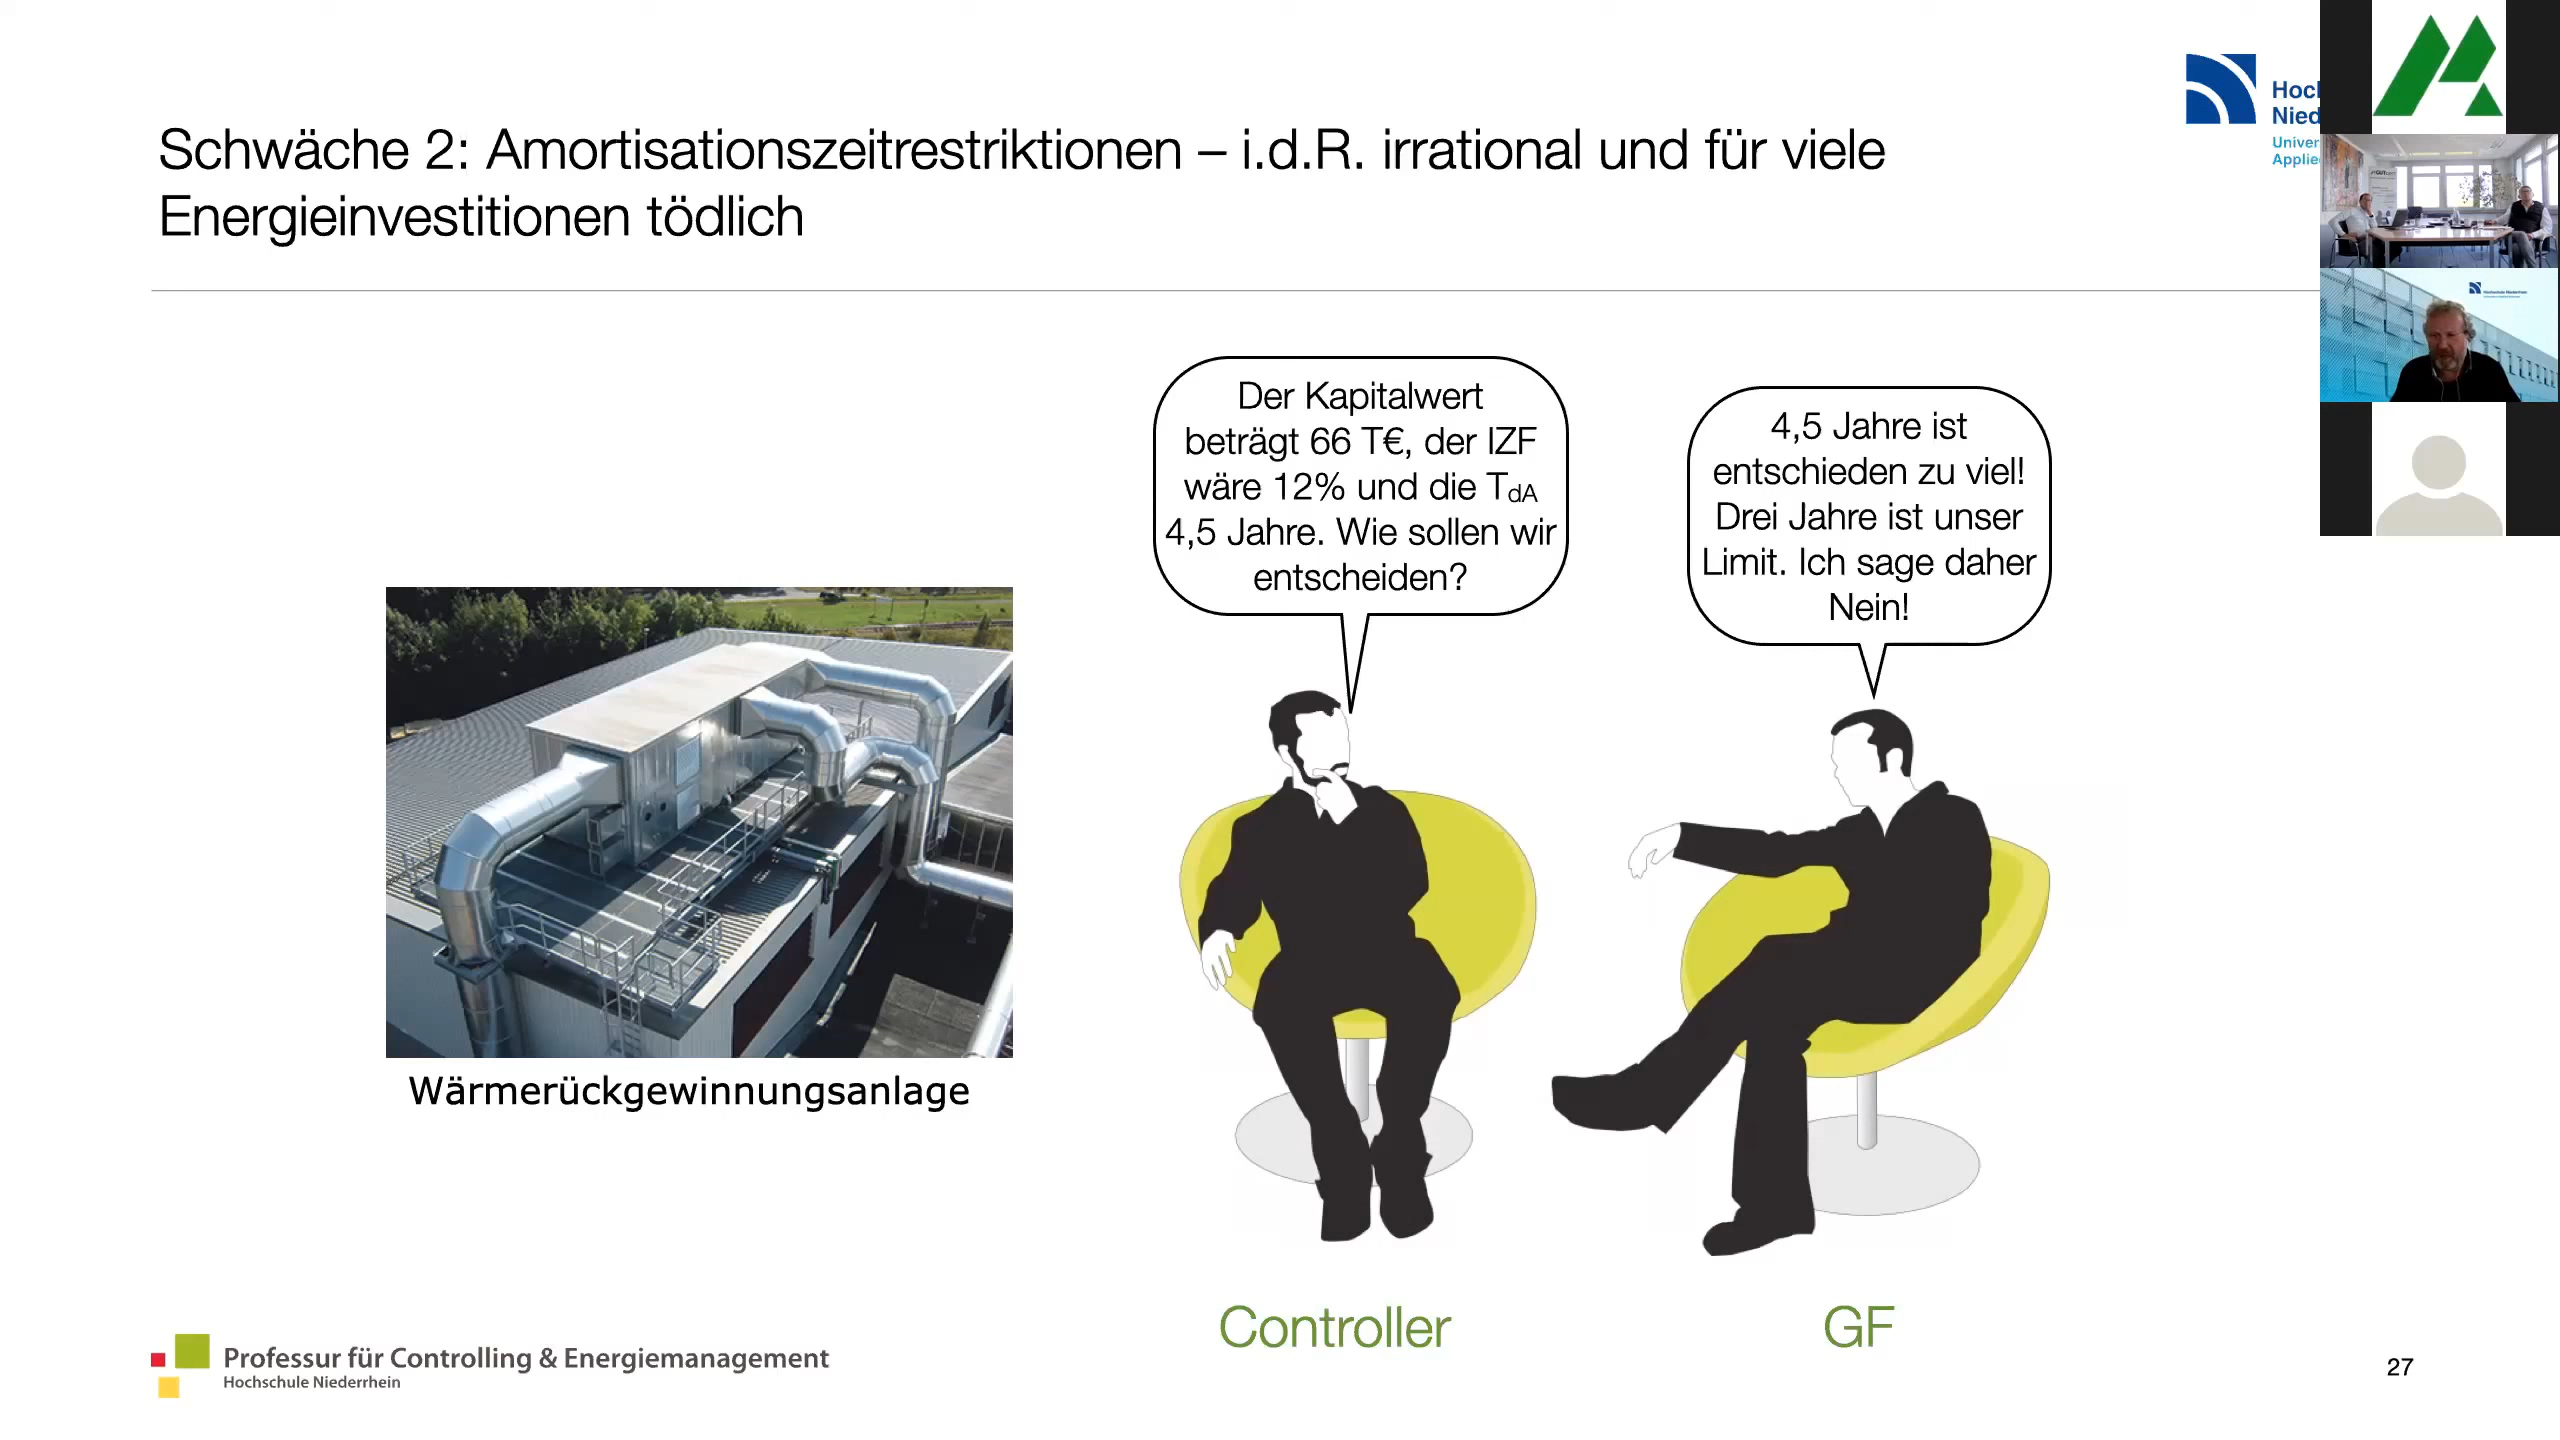 Schwäche 2: Amortisationszeitrestriktionen – i.d.R. irrational und für viele
Energieinvestitionen tödlich
Der Kapitalwert
beträgt 66 T€, der IZF
wäre 12% und die TdA
4,5 Jahre. Wie sollen wir
entscheiden?
4,5 Jahre ist
entschieden zu viel!
Drei Jahre ist unser
Limit. Ich sage daher
Nein!
Wärmerückgewinnungsanlage
Controller
GF
Professur für Controlling & Energiemanagement
Hochschule Niederrhein
27